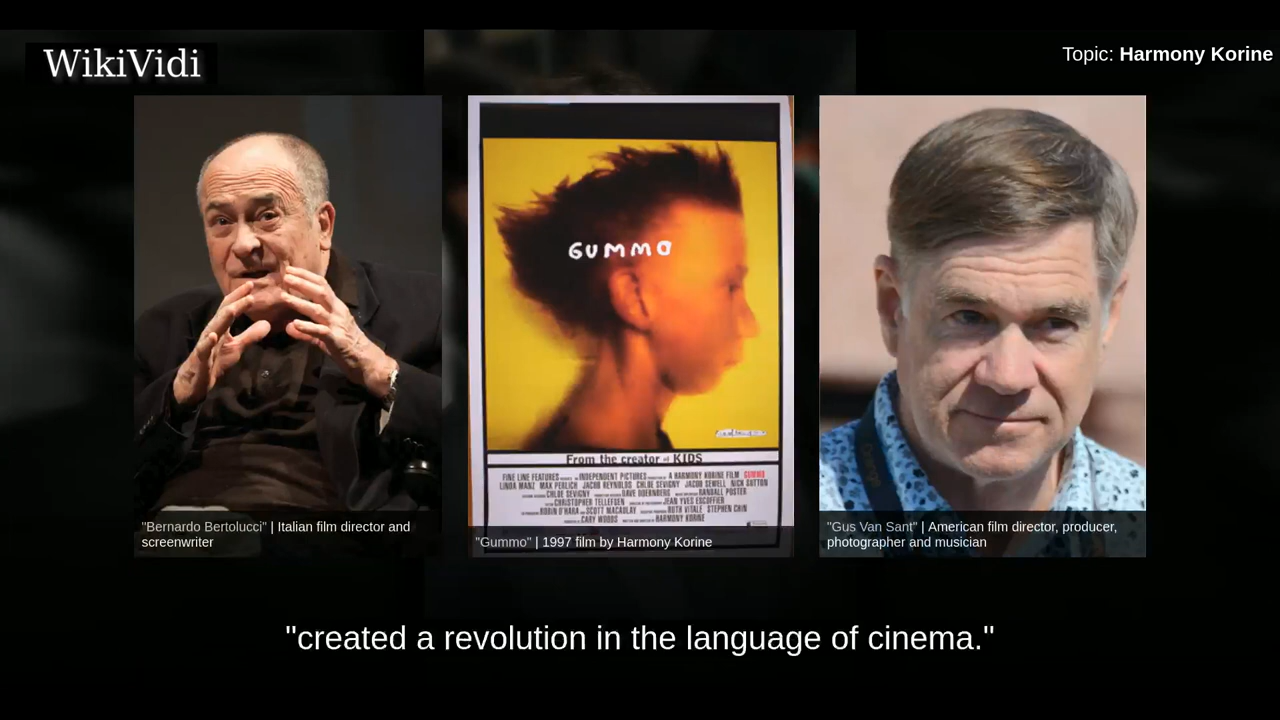 WikiVidi
Topic: Harmony Korine
GUMMO
From the creator of KIDS
FINE LINE FEATURES INDEPENDENT PICTURES A HARMONY KORINE FILM GUMMO
LINDA MANZ MAX PERLICH JACOB REYNOLDS CHLOE SEVIGNY JACOB SEWELL NICK SUTTON
CHLOE SEVIGNY DAVE DOERNBERG RANDALL POSTER
CHRISTOPHER TELLEFSEN JEAN YVES ESCOFFIER
ROBIN O'HARA SCOTT MACAULAY RUTH VITALE STEPHEN CHIN
CARY WOODS HARMONY KORINE
"Bernardo Bertolucci" | Italian film director and
screenwriter
"Gummo" | 1997 film by Harmony Korine
"Gus Van Sant" | American film director, producer,
photographer and musician
"created a revolution in the language of cinema."